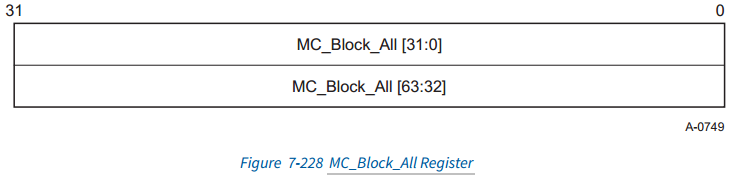 31 0
MC_Block_All [31:0]
MC_Block_All [63:32]
A-0749
Figure 7-228 MC_Block_All Register